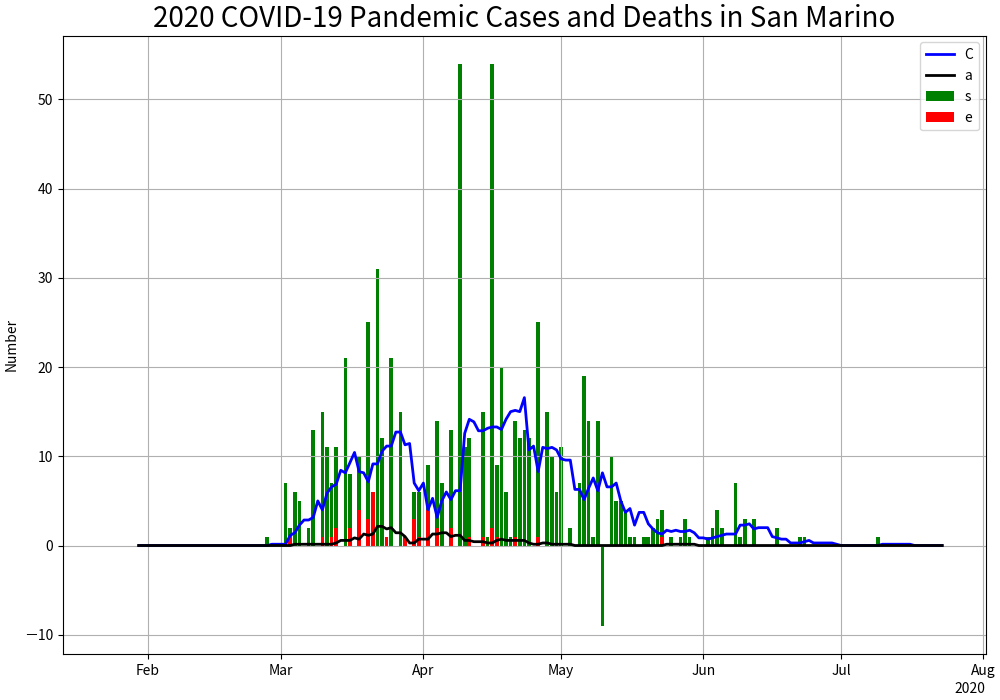 2020 COVID-19 Pandemic Cases and Deaths in San Marino
C
a
s
e
Number
50
40
30
20
10
0
−10
Feb
Mar
Apr
May
Jun
Jul
Aug
2020